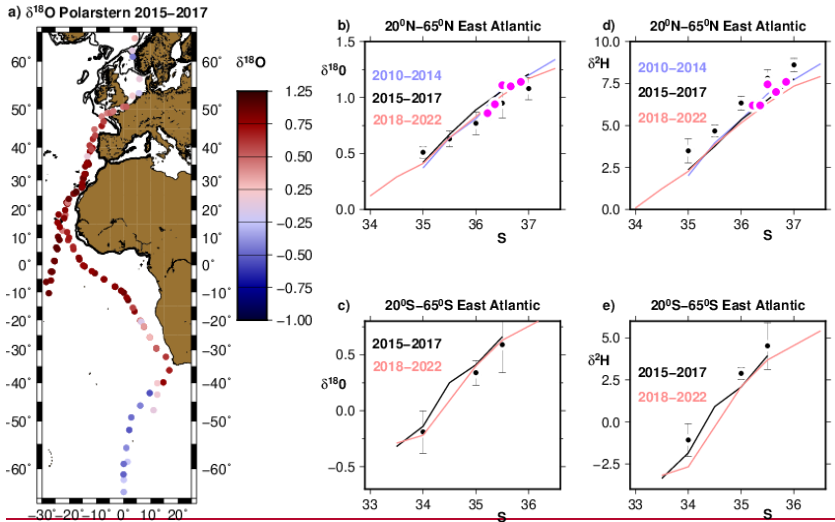 a) δ¹⁸O Polarstern 2015−2017
60˚ 60˚
50˚ 50˚
40˚ 40˚
30˚ 30˚
20˚ 20˚
10˚ 10˚
0˚ 0˚
−10˚ −10˚
−20˚ −20˚
−30˚ −30˚
−40˚ −40˚
−60˚ −60˚
−30˚ −20˚ −10˚ 0˚ 10˚ 20˚
δ¹⁸O
1.25
0.75
0.50
0.25
−0.25
−0.50
−0.75
−1.00
b) 20⁰N−65⁰N East Atlantic
δ¹⁸0
1.5
1.0
0.5
0.0
2010−2014
2015−2017
2018−2022
34 35 36 37
S
d) 20⁰N−65⁰N East Atlantic
δ²H
10.0
7.5
5.0
2.5
0.0
2010−2014
2015−2017
2018−2022
34 35 36 37
S
c) 20⁰S−65⁰S East Atlantic
δ¹⁸0
0.5
0.0
−0.5
2015−2017
2018−2022
33 34 35 36
S
e) 20⁰S−65⁰S East Atlantic
δ²H
5.0
2.5
0.0
−2.5
2015−2017
2018−2022
33 34 35 36
S